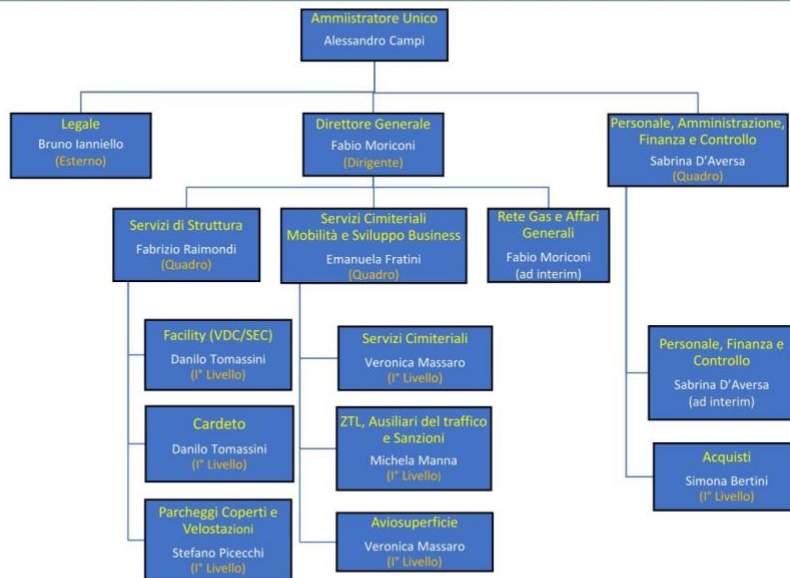 Ammiistratore Unico
Alessandro Campi
Legale
Bruno Ianniello
(Esterno)
Direttore Generale
Fabio Moriconi
(Dirigente)
Personale, Amministrazione,
Finanza e Controllo
Sabrina D'Aversa
(Quadro)
Servizi di Struttura
Fabrizio Raimondi
(Quadro)
Servizi Cimiteriali
Mobilità e Sviluppo Business
Emanuela Fratini
(Quadro)
Rete Gas e Affari
Generali
Fabio Moriconi
(ad interim)
Facility (VDC/SEC)
Danilo Tomassini
(I° Livello)
Cardeto
Danilo Tomassini
(I° Livello)
Parcheggi Coperti e
Velostazioni
Stefano Picecchi
(I° Livello)
Servizi Cimiteriali
Veronica Massaro
(I° Livello)
ZTL, Ausiliari del traffico
e Sanzioni
Michela Manna
(I° Livello)
Aviosuperficie
Veronica Massaro
(I° Livello)
Personale, Finanza e
Controllo
Sabrina D'Aversa
(ad interim)
Acquisti
Simona Bertini
(I° Livello)